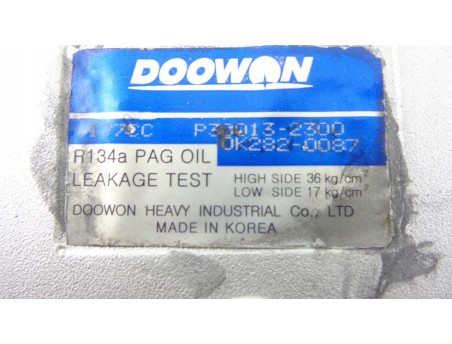 DOOWON
P30013-2300
0K282-0087
R134a PAG OIL
LEAKAGE TEST HIGH SIDE 36 kg/cm²
LOW SIDE 17 kg/cm²
DOOWON HEAVY INDUSTRIAL Co., LTD
MADE IN KOREA